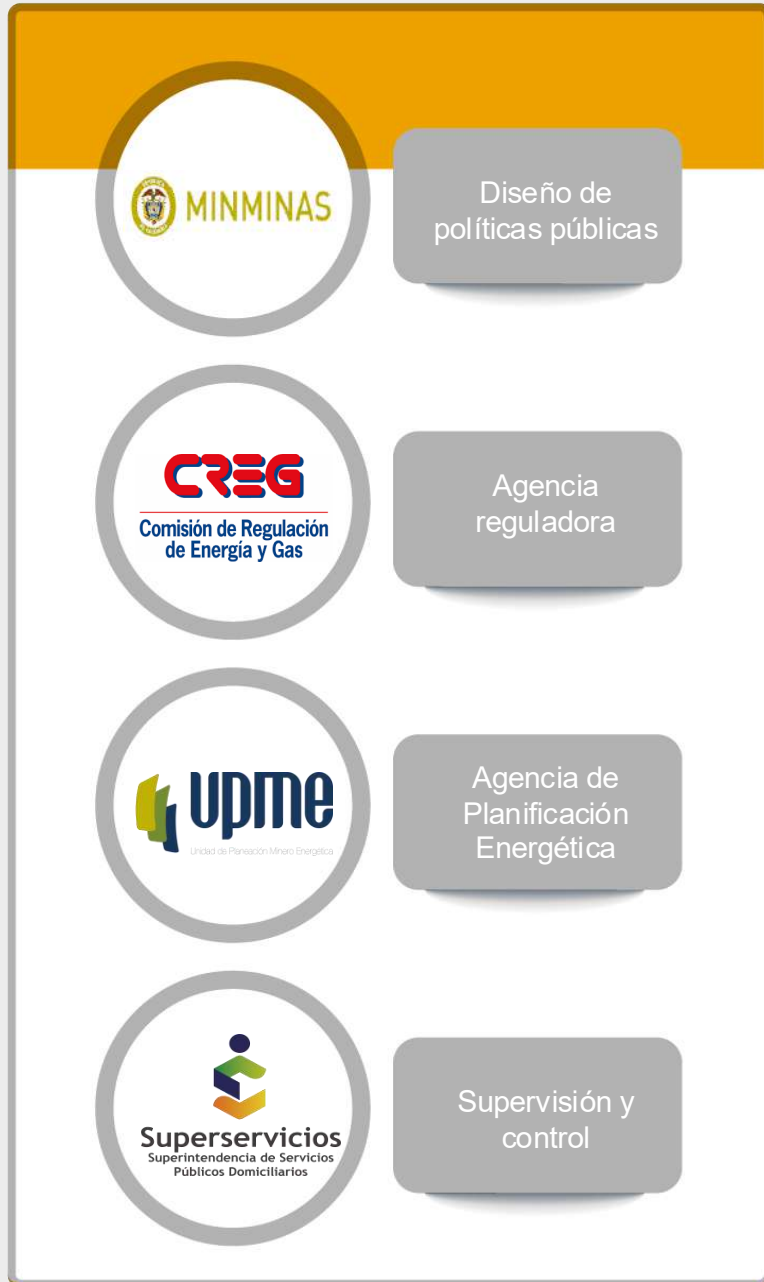 MINMINAS
Diseño de
políticas públicas
CREG
Comisión de Regulación
de Energía y Gas
Agencia
reguladora
upme
Unidad de Planeación Minero Energética
Agencia de
Planificación
Energética
Superservicios
Superintendencia de Servicios
Públicos Domiciliarios
Supervisión y
control